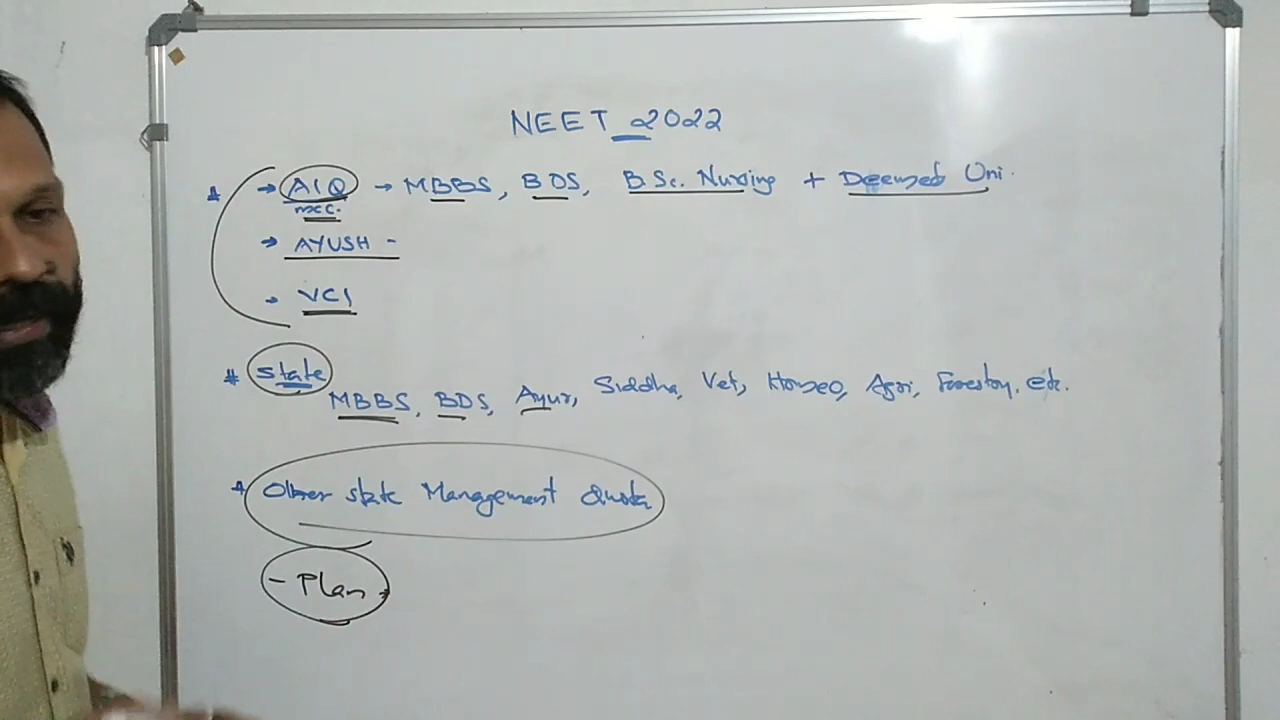 NEET 2022
* → AIQ → MBBS, BDS, B.Sc. Nursing + Deemed Uni.
MCC.
→ AYUSH -
→ VCI
# State
MBBS, BDS, Ayur, Siddha, Vet, Homeo, Agri, Forestry. etc.
* Other state Management Quota
- Plan